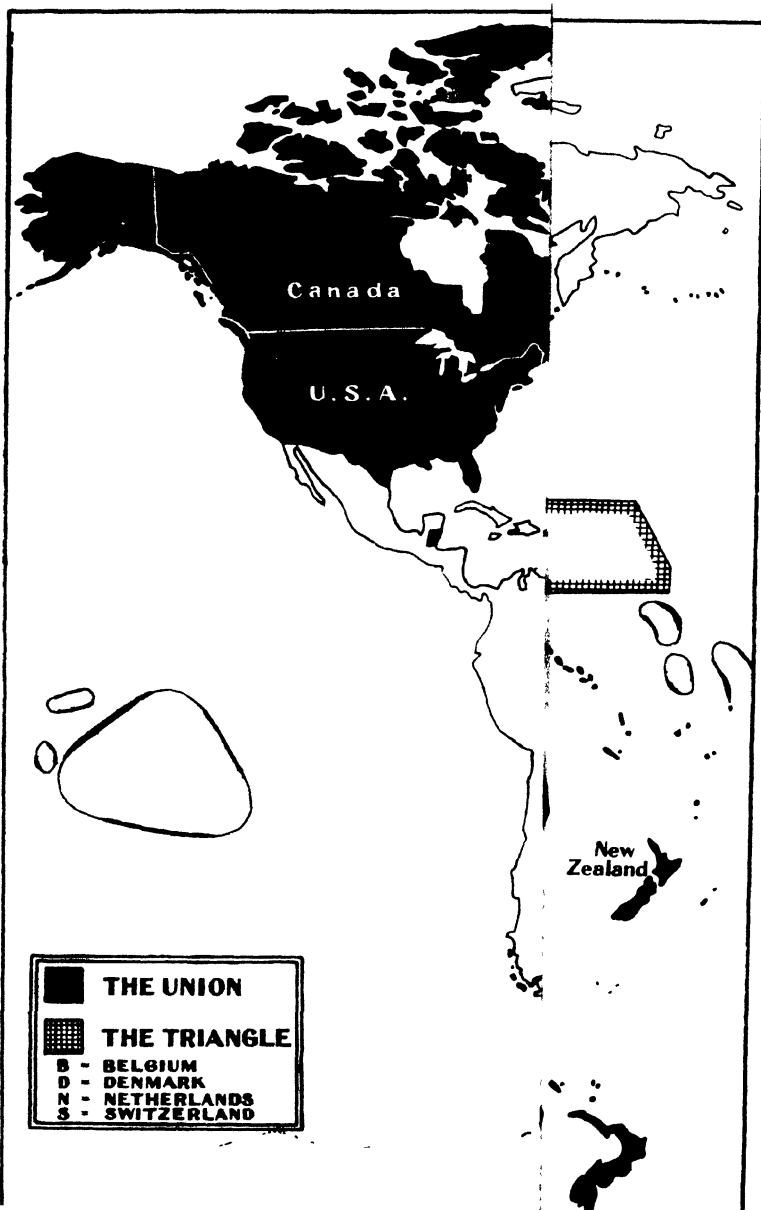 Canada
U.S.A.
New
Zealand
THE UNION
THE TRIANGLE
B - BELGIUM
D - DENMARK
N - NETHERLANDS
S - SWITZERLAND